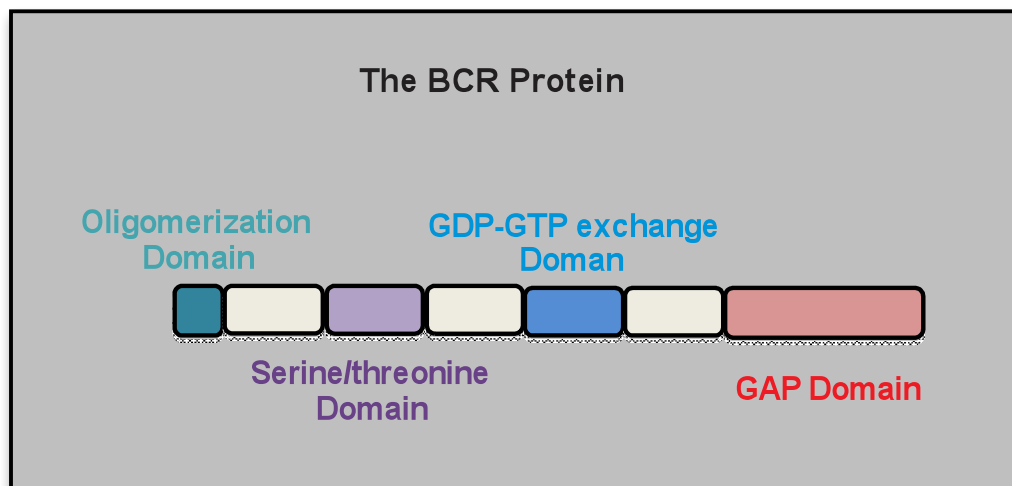 The BCR Protein
Oligomerization
Domain
GDP-GTP exchange
Doman
Serine/threonine
Domain
GAP Domain